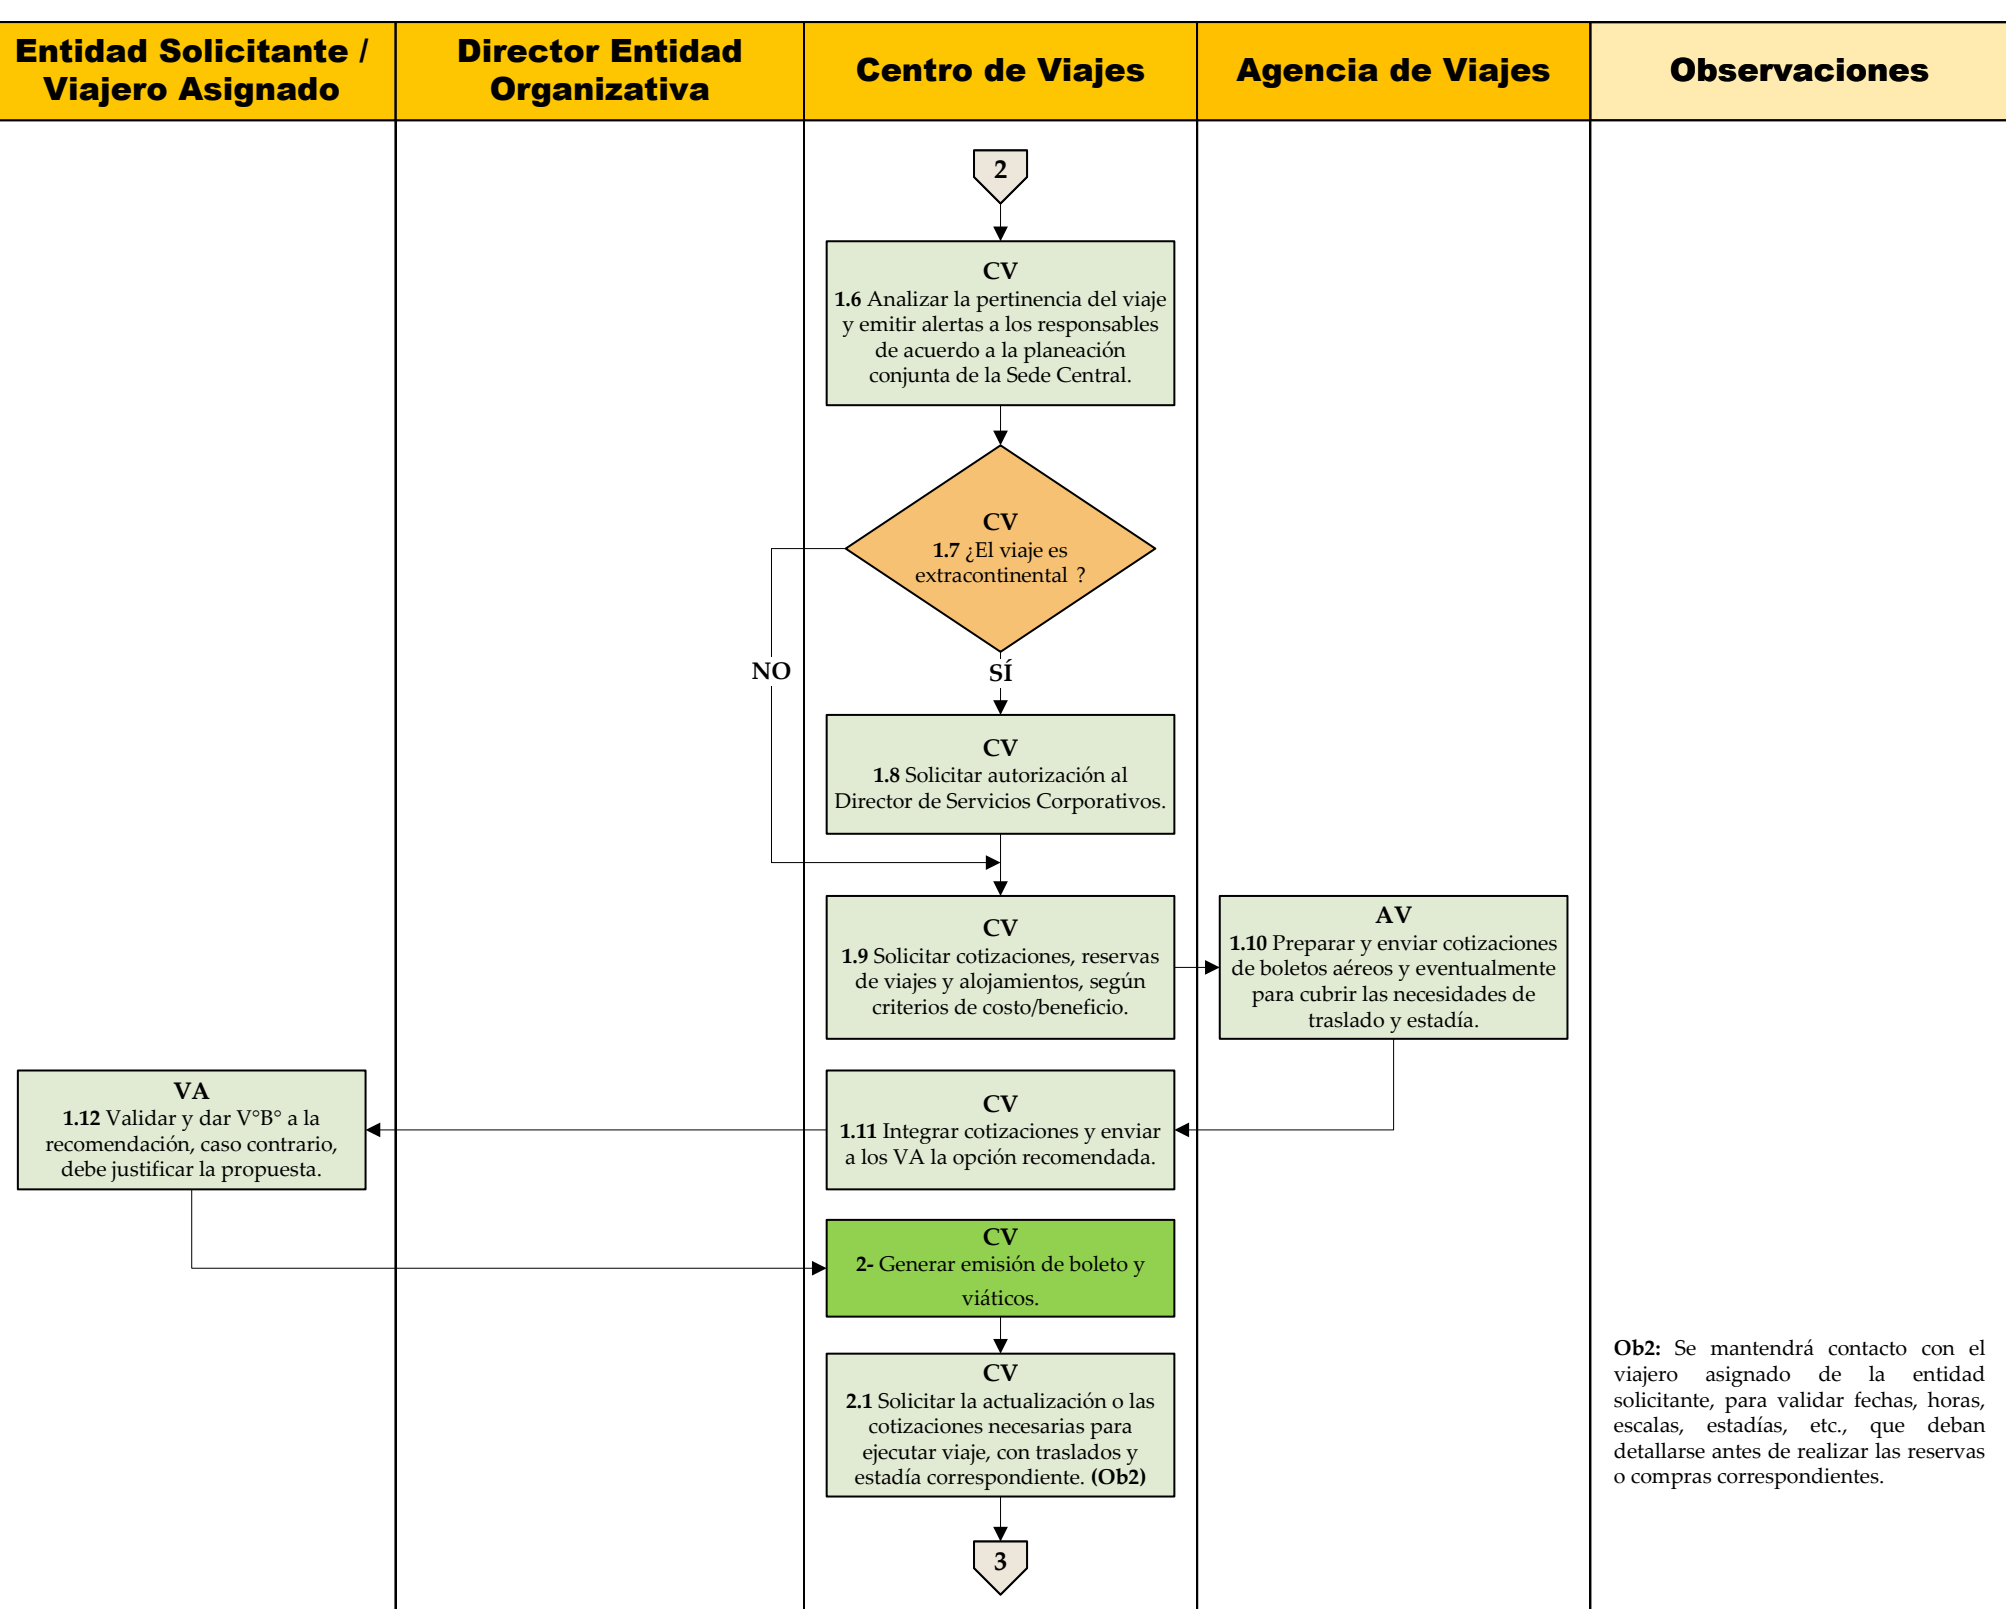 Entidad Solicitante /
Viajero Asignado
Director Entidad
Organizativa
Centro de Viajes
Agencia de Viajes
Observaciones
2
CV
1.6 Analizar la pertinencia del viaje
y emitir alertas a los responsables
de acuerdo a la planeación
conjunta de la Sede Central.
CV
1.7 ¿El viaje es
extracontinental ?
NO
SÍ
CV
1.8 Solicitar autorización al
Director de Servicios Corporativos.
CV
1.9 Solicitar cotizaciones, reservas
de viajes y alojamientos, según
criterios de costo/beneficio.
AV
1.10 Preparar y enviar cotizaciones
de boletos aéreos y eventualmente
para cubrir las necesidades de
traslado y estadía.
VA
1.12 Validar y dar V°B° a la
recomendación, caso contrario,
debe justificar la propuesta.
CV
1.11 Integrar cotizaciones y enviar
a los VA la opción recomendada.
CV
2- Generar emisión de boleto y
viáticos.
CV
2.1 Solicitar la actualización o las
cotizaciones necesarias para
ejecutar viaje, con traslados y
estadía correspondiente. (Ob2)
Ob2: Se mantendrá contacto con el
viajero asignado de la entidad
solicitante, para validar fechas, horas,
escalas, estadías, etc., que deban
detallarse antes de realizar las reservas
o compras correspondientes.
3